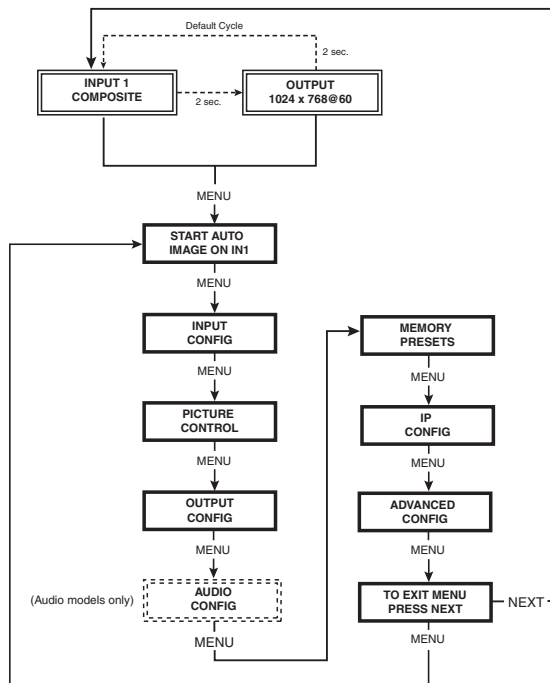 Default Cycle
2 sec.
INPUT 1
COMPOSITE
2 sec.
OUTPUT
1024 x 768@60
MENU
START AUTO
IMAGE ON IN1
MENU
INPUT
CONFIG
MENU
PICTURE
CONTROL
MENU
OUTPUT
CONFIG
MENU
(Audio models only)
AUDIO
CONFIG
MENU
MEMORY
PRESETS
MENU
IP
CONFIG
MENU
ADVANCED
CONFIG
MENU
TO EXIT MENU
PRESS NEXT
NEXT
MENU